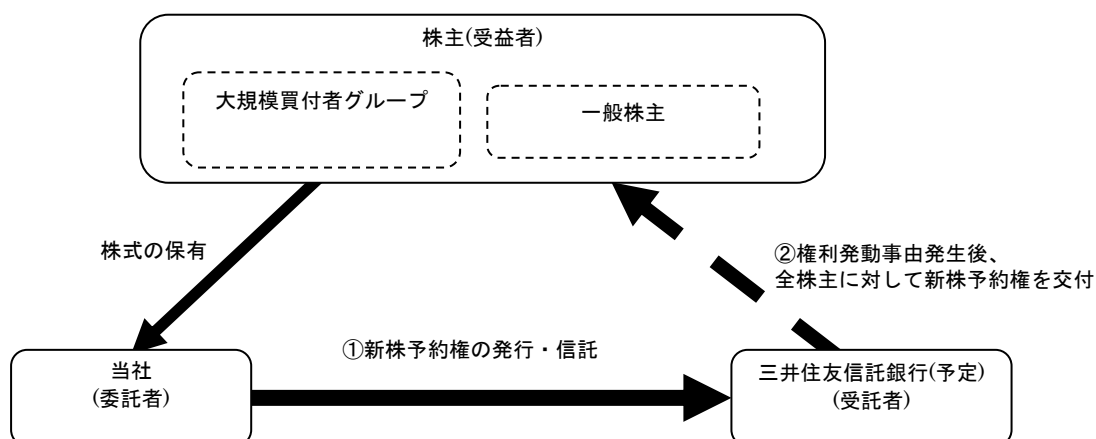 株主(受益者)
大規模買付者グループ
一般株主
株式の保有
②権利発動事由発生後、
全株主に対して新株予約権を交付
①新株予約権の発行・信託
当社
(委託者)
三井住友信託銀行(予定)
(受託者)